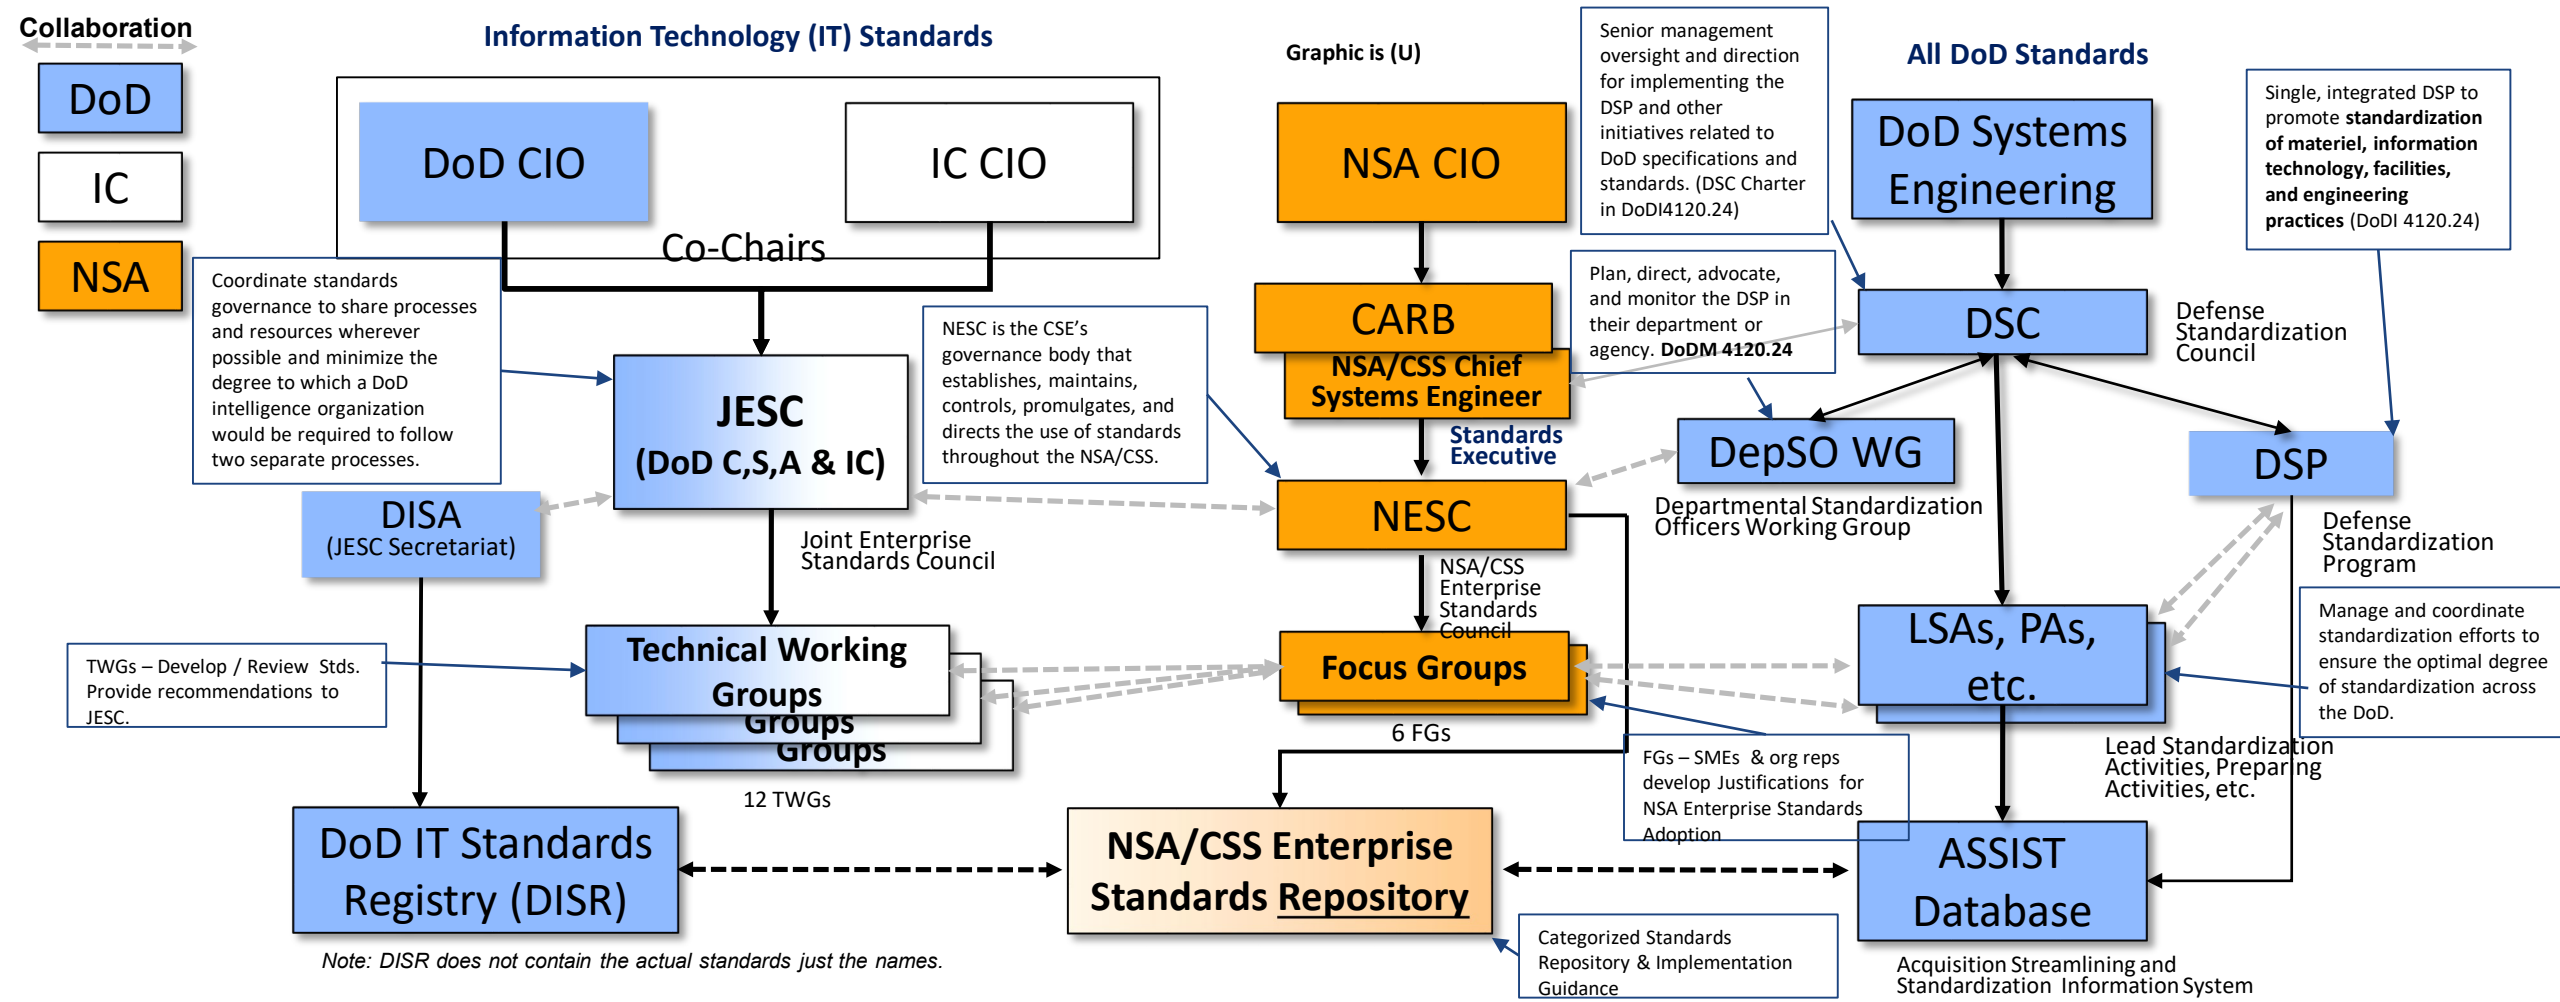 Collaboration
DoD
IC
NSA
Information Technology (IT) Standards
DoD CIO
IC CIO
Co-Chairs
Coordinate standards
governance to share processes
and resources wherever
possible and minimize the
degree to which a DoD
intelligence organization
would be required to follow
two separate processes.
JESC
(DoD C,S,A & IC)
DISA
(JESC Secretariat)
Joint Enterprise
Standards Council
TWGs – Develop / Review Stds.
Provide recommendations to
JESC.
Technical Working
Groups
Groups
Groups
12 TWGs
DoD IT Standards
Registry (DISR)
Note: DISR does not contain the actual standards just the names.
Graphic is (U)
NSA CIO
CARB
NSA/CSS Chief
Systems Engineer
Standards
Executive
NESC is the CSE’s
governance body that
establishes, maintains,
controls, promulgates, and
directs the use of standards
throughout the NSA/CSS.
NESC
NSA/CSS
Enterprise
Standards
Council
Focus Groups
6 FGs
FGs – SMEs & org reps
develop Justifications for
NSA Enterprise Standards
Adoption
NSA/CSS Enterprise
Standards Repository
Categorized Standards
Repository & Implementation
Guidance
All DoD Standards
Senior management
oversight and direction
for implementing the
DSP and other
initiatives related to
DoD specifications and
standards. (DSC Charter
in DoDI4120.24)
DoD Systems
Engineering
Single, integrated DSP to
promote standardization
of materiel, information
technology, facilities,
and engineering
practices (DoDI 4120.24)
Plan, direct, advocate,
and monitor the DSP in
their department or
agency. DoDM 4120.24
DSC
Defense
Standardization
Council
DepSO WG
Departmental Standardization
Officers Working Group
DSP
Defense
Standardization
Program
LSAs, PAs,
etc.
Manage and coordinate
standardization efforts to
ensure the optimal degree
of standardization across
the DoD.
Lead Standardization
Activities, Preparing
Activities, etc.
ASSIST
Database
Acquisition Streamlining and
Standardization Information System